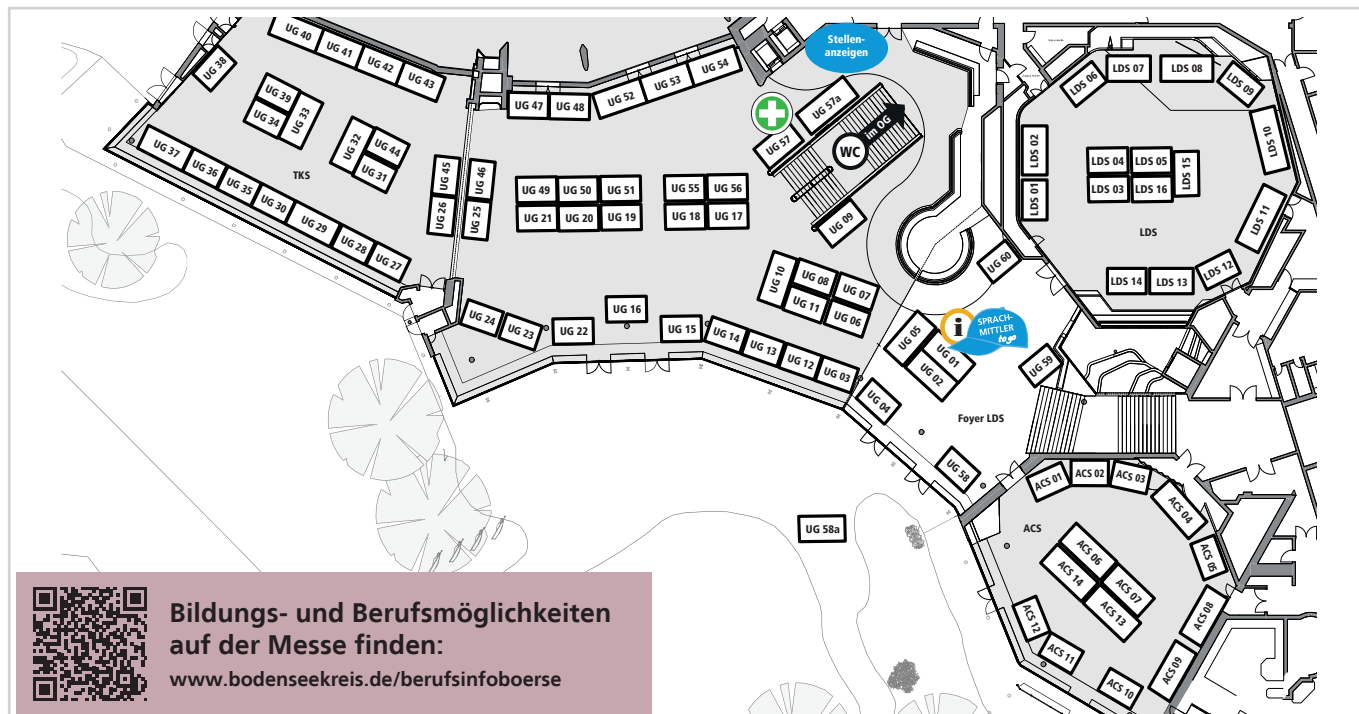 UG 40
UG 41
UG 42
UG 43
UG 38
UG 39
UG 34
UG 33
UG 32
UG 44
UG 31
UG 37
UG 36
UG 35
UG 30
UG 29
UG 28
UG 27
TKS
UG 45
UG 46
UG 26
UG 25
UG 47
UG 48
UG 52
UG 53
UG 54
Stellen-
anzeigen
UG 57a
UG 57
WC
im OG
UG 09
UG 49
UG 50
UG 51
UG 21
UG 20
UG 19
UG 55
UG 56
UG 18
UG 17
UG 10
UG 08
UG 07
UG 11
UG 06
UG 60
UG 24
UG 23
UG 22
UG 16
UG 15
UG 14
UG 13
UG 12
UG 03
i
SPRACH-
MITTLER
to go
UG 05
UG 01
UG 02
UG 59
UG 04
Foyer LDS
UG 58
UG 58a
LDS 06
LDS 07
LDS 08
LDS 09
LDS 10
LDS 02
LDS 01
LDS 04
LDS 05
LDS 15
LDS 03
LDS 16
LDS
LDS 11
LDS 12
LDS 14
LDS 13
ACS 01
ACS 02
ACS 03
ACS 04
ACS 05
ACS
ACS 06
ACS 14
ACS 07
ACS 13
ACS 08
ACS 12
ACS 11
ACS 09
ACS 10
Bildungs- und Berufsmöglichkeiten
auf der Messe finden:
www.bodenseekreis.de/berufsinfoboerse